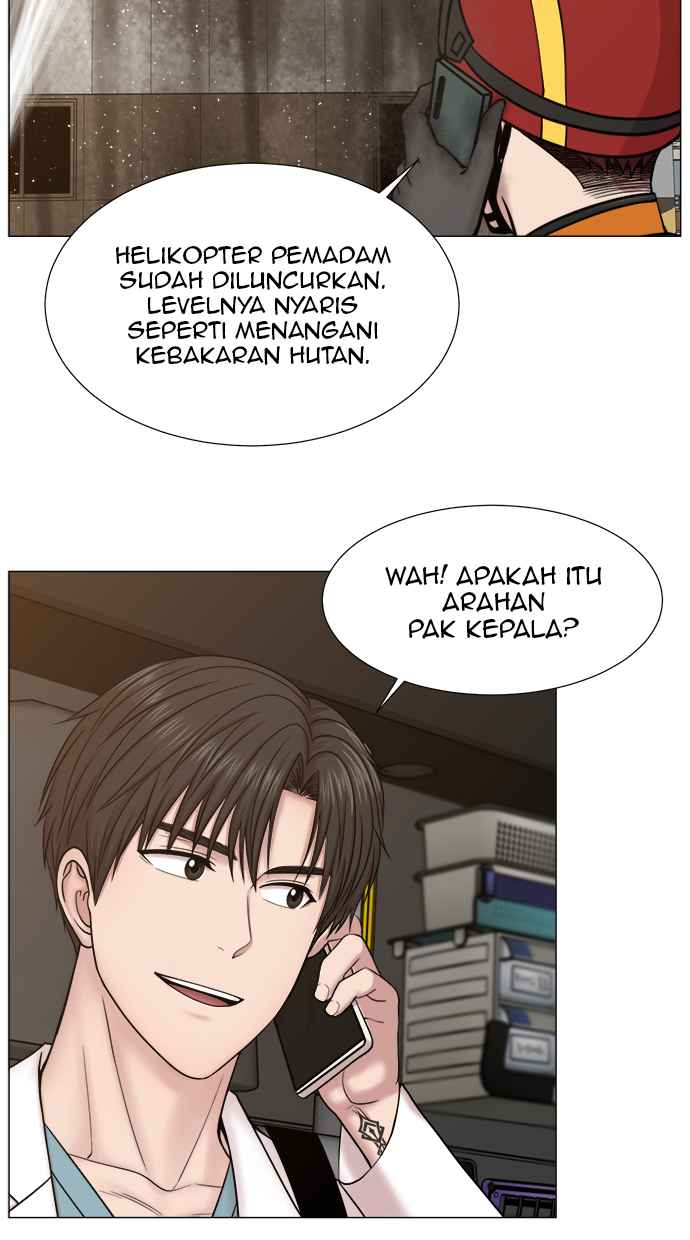 HELIKOPTER PEMADAM
SUDAH DILUNCURKAN.
LEVELNYA NYARIS
SEPERTI MENANGANI
KEBAKARAN HUTAN.
WAH! APAKAH ITU
ARAHAN
PAK KEPALA?